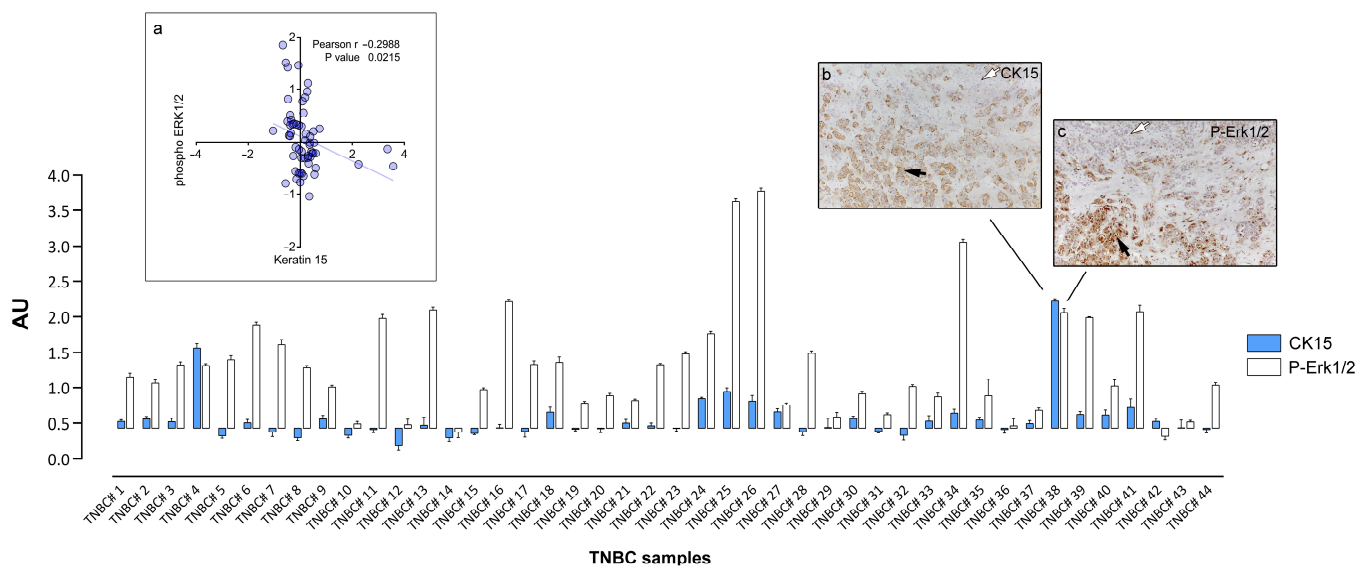 a
Pearson r −0.2988
P value 0.0215
2
1
−4
−2
2
4
−1
−2
phospho ERK1/2
Keratin 15
b
CK15
c
P-Erk1/2
4.0
3.5
3.0
2.5
2.0
1.5
1.0
0.5
0.0
AU
CK15
P-Erk1/2
TNBC# 1
TNBC# 2
TNBC# 3
TNBC# 4
TNBC# 5
TNBC# 6
TNBC# 7
TNBC# 8
TNBC# 9
TNBC# 10
TNBC# 11
TNBC# 12
TNBC# 13
TNBC# 14
TNBC# 15
TNBC# 16
TNBC# 17
TNBC# 18
TNBC# 19
TNBC# 20
TNBC# 21
TNBC# 22
TNBC# 23
TNBC# 24
TNBC# 25
TNBC# 26
TNBC# 27
TNBC# 28
TNBC# 29
TNBC# 30
TNBC# 31
TNBC# 32
TNBC# 33
TNBC# 34
TNBC# 35
TNBC# 36
TNBC# 37
TNBC# 38
TNBC# 39
TNBC# 40
TNBC# 41
TNBC# 42
TNBC# 43
TNBC# 44
TNBC samples